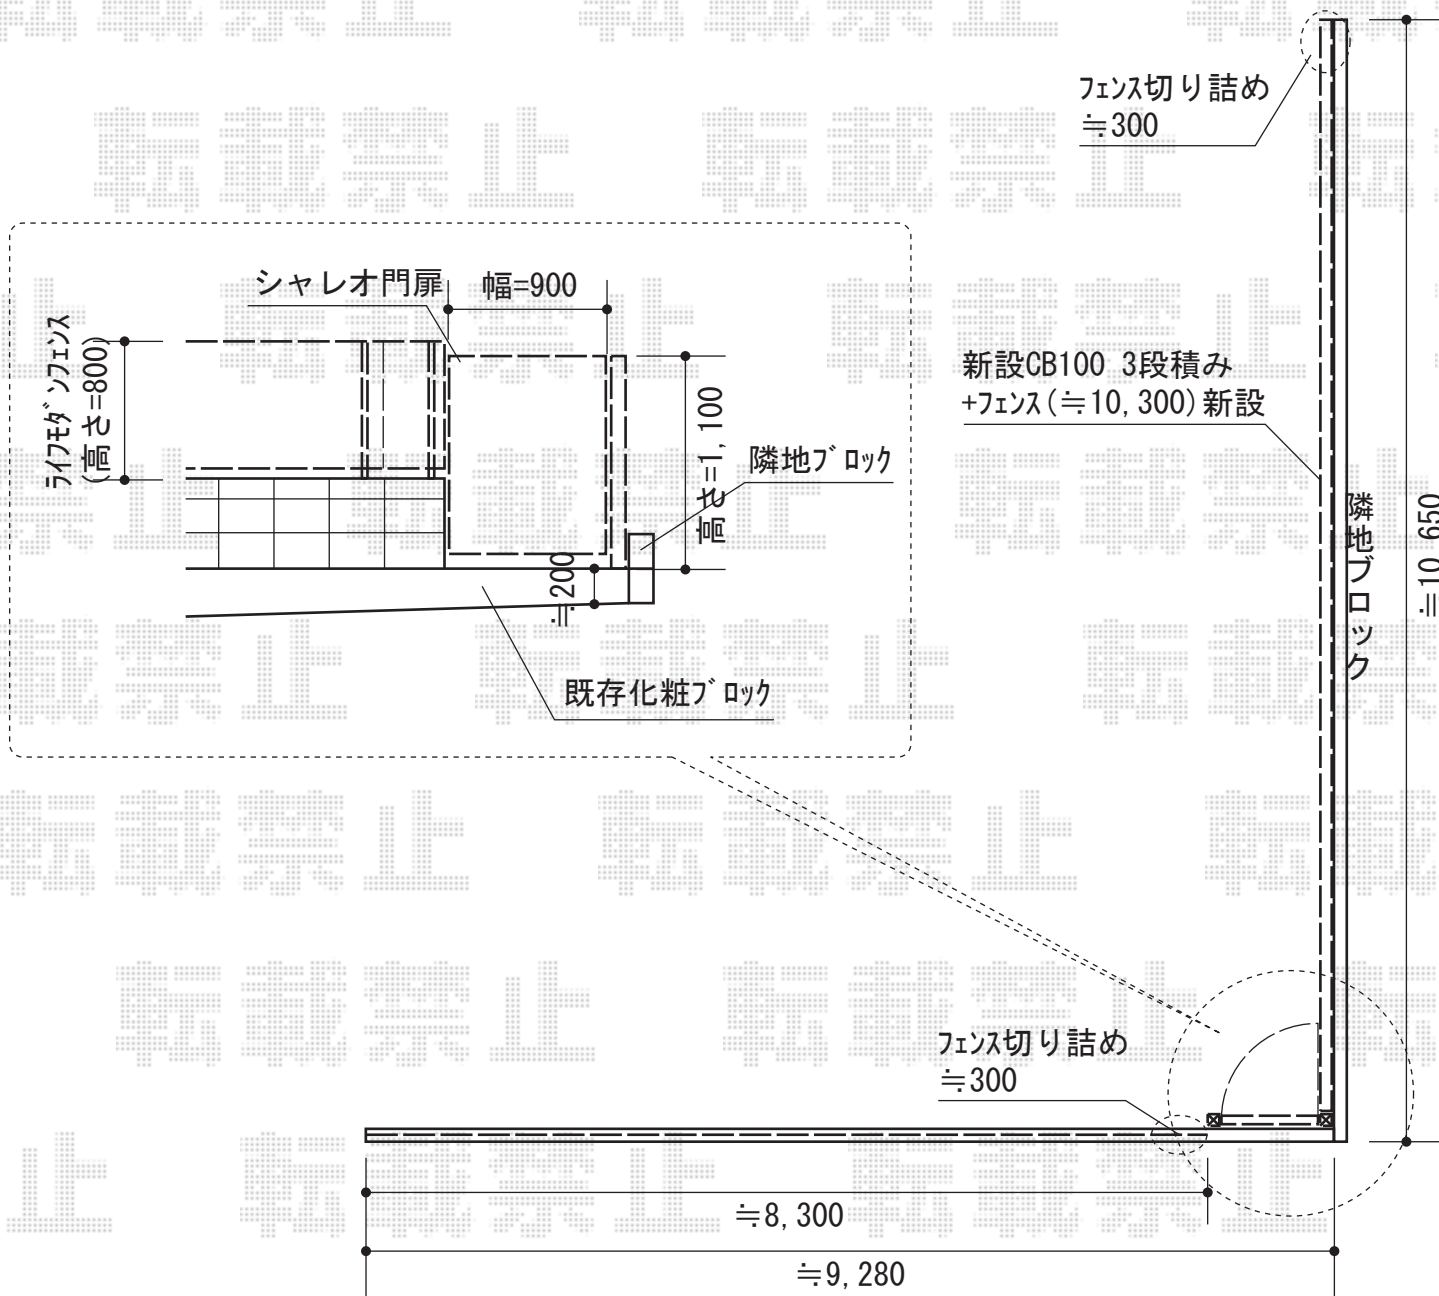 フェンス切り詰め
≒300
シャレオ門扉
幅=900
ライフモダンフェンス
(高さ=800)
新設CB100 3段積み
+フェンス(≒10,300)新設
高さ=1,100
隣地ブロック
隣地ブロック
≒10,650
≒200
既存化粧ブロック
フェンス切り詰め
≒300
≒8,300
≒9,280
転載禁止